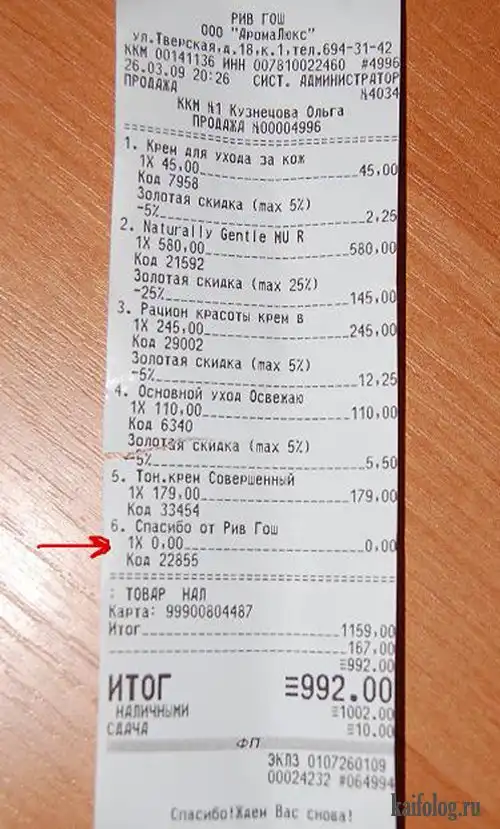 РИВ ГОШ
ООО "АромаЛюкс"
ул.Тверская,д.18,к.1,тел.694-31-42
ККМ 00141136 ИНН 007810022460 #4996
26.03.09 20:26 СИСТ. АДМИНИСТРАТОР
ПРОДАЖА №4034
ККМ №1 Кузнецова Ольга
ПРОДАЖА №00004996
1. Крем для ухода за кож
1X 45,00 45,00
Код 7958
Золотая скидка (max 5%)
-5% 2,25
2. Naturally Gentle MU R
1X 580,00 580,00
Код 21592
Золотая скидка (max 25%)
-25% 145,00
3. Рацион красоты крем в
1X 245,00 245,00
Код 29002
Золотая скидка (max 5%)
-5% 12,25
4. Основной уход Освежаю
1X 110,00 110,00
Код 6340
Золотая скидка (max 5%)
-5% 5,50
5. Тон.крем Совершенный
1X 179,00 179,00
Код 33454
6. Спасибо от Рив Гош
1X 0,00 0,00
Код 22855
: ТОВАР НАЛ
Карта: 99900804487
Итог 1159,00
167,00
≡992.00
ИТОГ ≡992.00
НАЛИЧНЫМИ ≡1002.00
СДАЧА ≡10.00
ФП
ЭКЛЗ 0107260109
00024232 #064994
Спасибо!Ждем Вас снова!
kaifolog.ru